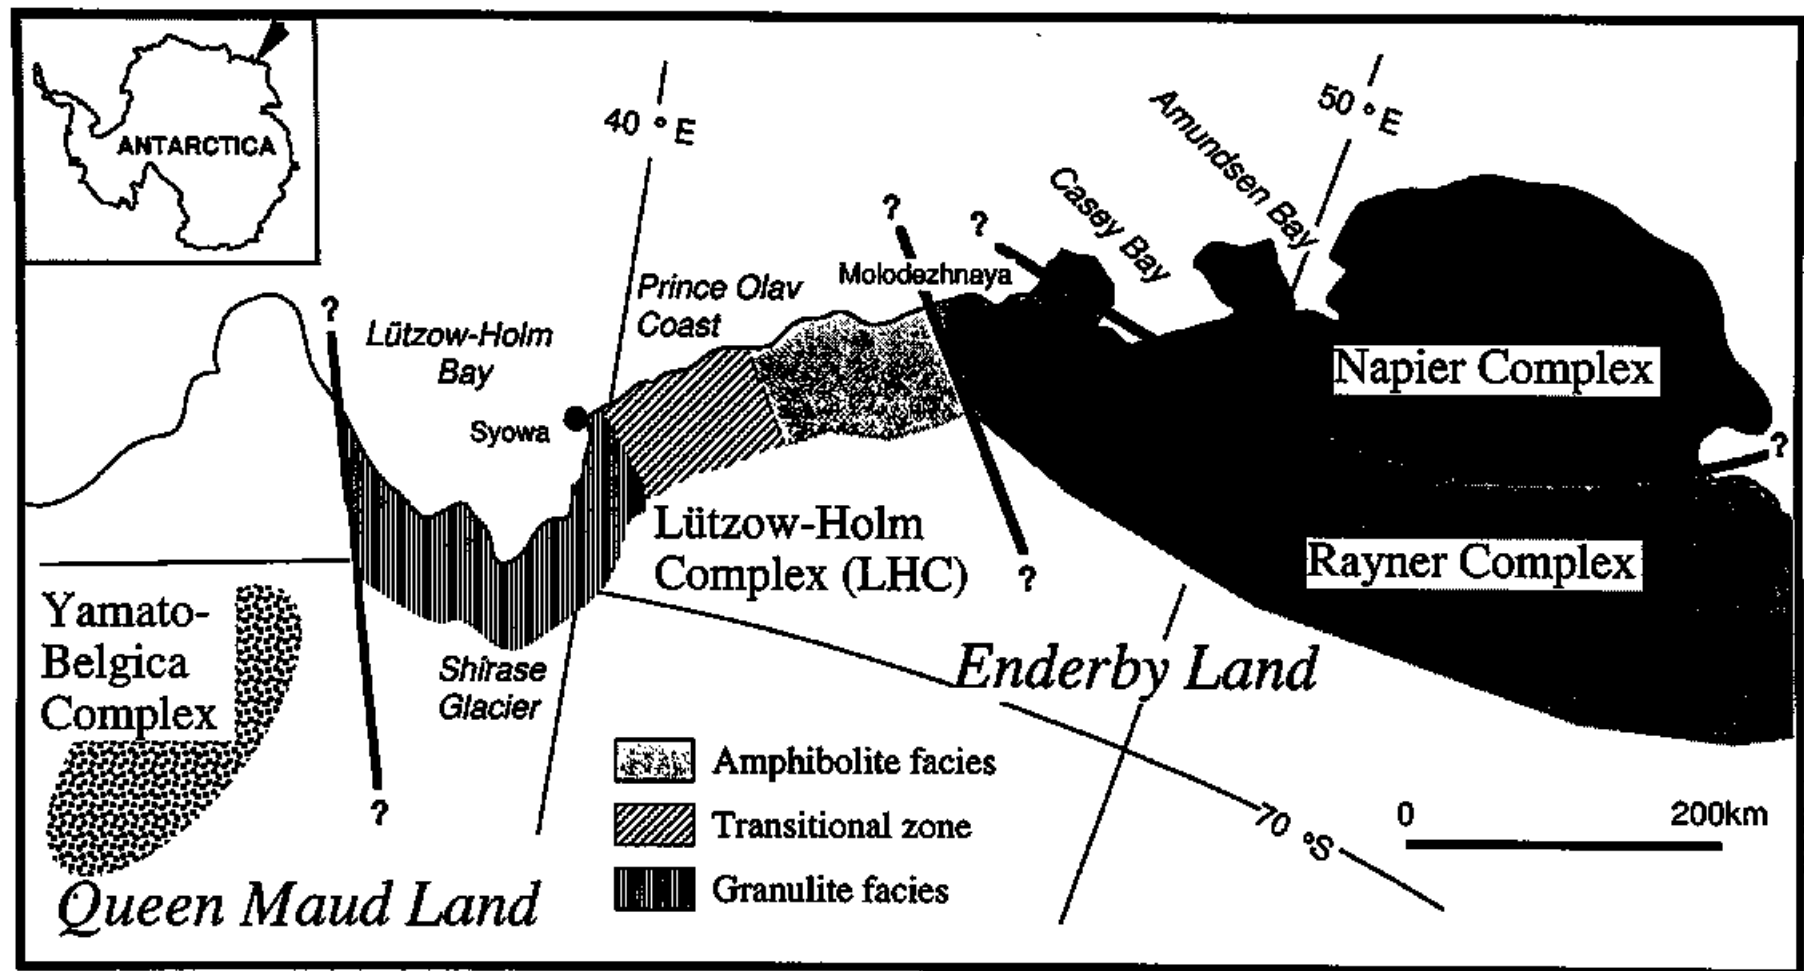 ANTARCTICA
40 ° E
50 ° E
Amundsen Bay
Casey Bay
?
?
Molodezhnaya
Prince Olav
Coast
?
Lützow-Holm
Bay
Syowa
Napier Complex
?
Lützow-Holm
Complex (LHC)
?
Rayner Complex
Yamato-
Belgica
Complex
Shirase
Glacier
Enderby Land
?
Amphibolite facies
Transitional zone
Granulite facies
70 °S
0
200km
Queen Maud Land